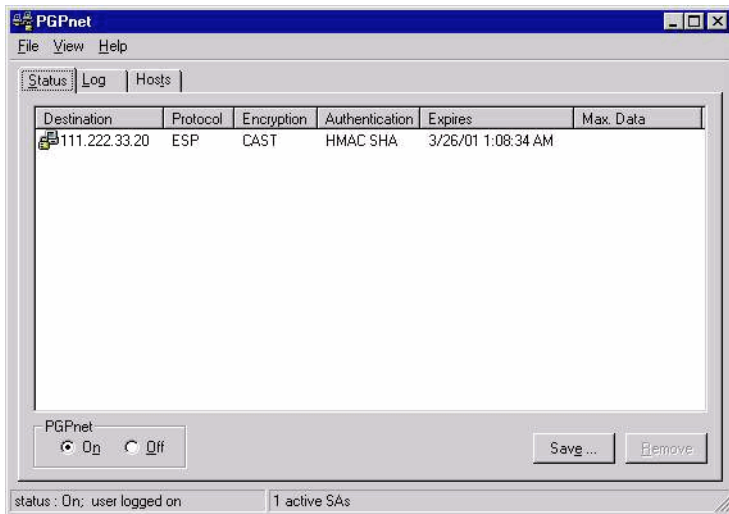 PGPnet
File View Help
Status Log Hosts
Destination Protocol Encryption Authentication Expires Max. Data
111.222.33.20 ESP CAST HMAC SHA 3/26/01 1:08:34 AM
PGPnet
On Off
Save ... Remove
status : On; user logged on 1 active SAs